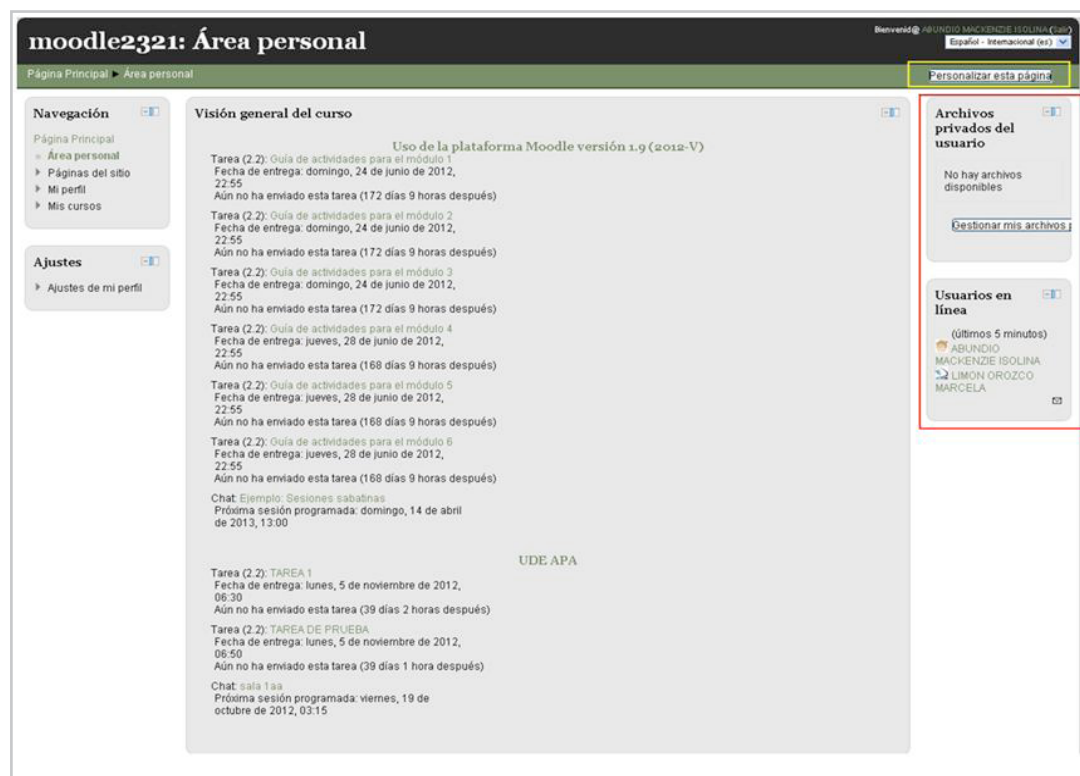 moodle2321: Área personal
Bienvenid@ ABUNDIO MACKENZIE ISOLINA (Salir)
Español - Internacional (es)
Página Principal ► Área personal
Personalizar esta página
Navegación
Página Principal
Área personal
Páginas del sitio
Mi perfil
Mis cursos
Ajustes
Ajustes de mi perfil
Visión general del curso
Uso de la plataforma Moodle versión 1.9 (2012-V)
Tarea (2.2): Guía de actividades para el módulo 1
Fecha de entrega: domingo, 24 de junio de 2012,
22:55
Aún no ha enviado esta tarea (172 días 9 horas después)
Tarea (2.2): Guía de actividades para el módulo 2
Fecha de entrega: domingo, 24 de junio de 2012,
22:55
Aún no ha enviado esta tarea (172 días 9 horas después)
Tarea (2.2): Guía de actividades para el módulo 3
Fecha de entrega: domingo, 24 de junio de 2012,
22:55
Aún no ha enviado esta tarea (172 días 9 horas después)
Tarea (2.2): Guía de actividades para el módulo 4
Fecha de entrega: jueves, 28 de junio de 2012,
22:55
Aún no ha enviado esta tarea (168 días 9 horas después)
Tarea (2.2): Guía de actividades para el módulo 5
Fecha de entrega: jueves, 28 de junio de 2012,
22:55
Aún no ha enviado esta tarea (168 días 9 horas después)
Tarea (2.2): Guía de actividades para el módulo 6
Fecha de entrega: jueves, 28 de junio de 2012,
22:55
Aún no ha enviado esta tarea (168 días 9 horas después)
Chat: Ejemplo: Sesiones sabatinas
Próxima sesión programada: domingo, 14 de abril
de 2013, 13:00
UDE APA
Tarea (2.2): TAREA 1
Fecha de entrega: lunes, 5 de noviembre de 2012,
06:30
Aún no ha enviado esta tarea (39 días 2 horas después)
Tarea (2.2): TAREA DE PRUEBA
Fecha de entrega: lunes, 5 de noviembre de 2012,
06:50
Aún no ha enviado esta tarea (39 días 1 hora después)
Chat: sala 1aa
Próxima sesión programada: viernes, 19 de
octubre de 2012, 03:15
Archivos
privados del
usuario
No hay archivos
disponibles
Gestionar mis archivos p
Usuarios en
línea
(últimos 5 minutos)
ABUNDIO
MACKENZIE ISOLINA
LIMON OROZCO
MARCELA